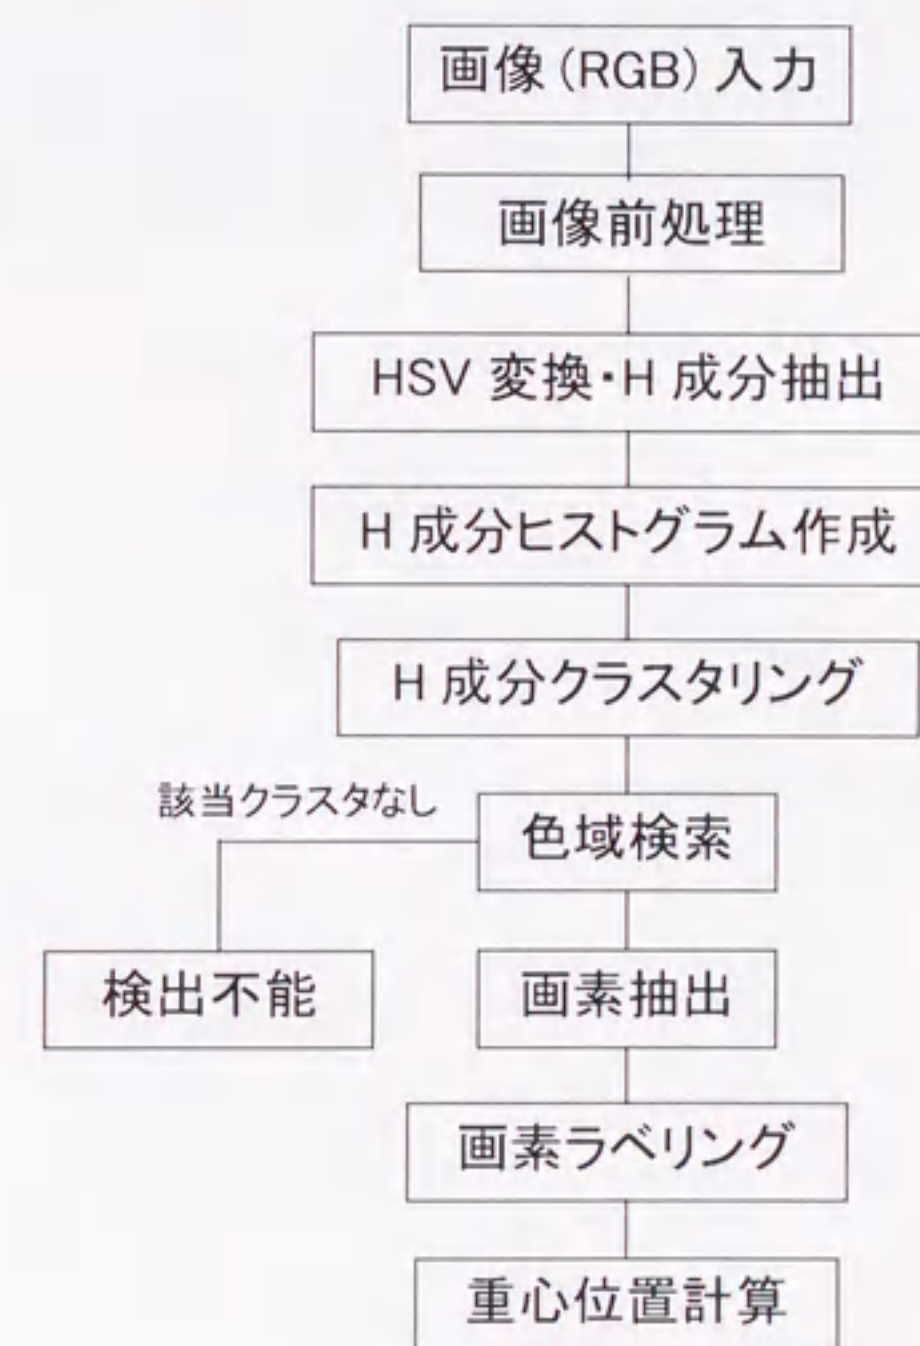 画像(RGB)入力
画像前処理
HSV 変換・H 成分抽出
H 成分ヒストグラム作成
H 成分クラスタリング
該当クラスタなし
色域検索
検出不能
画素抽出
画素ラベリング
重心位置計算